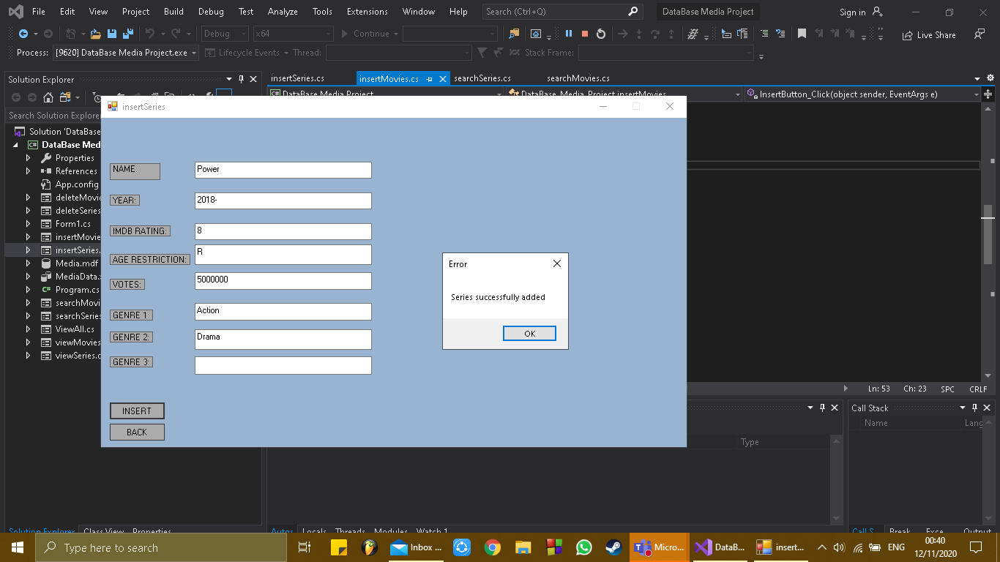 File Edit View Project Build Debug Test Analyze Tools Extensions Window Help Search (Ctrl+Q) DataBase Media Project Sign in
Debug x64 Continue Live Share
Process: [9620] DataBase Media Project.exe Lifecycle Events Thread: Stack Frame:
Solution Explorer
insertSeries.cs insertMovies.cs searchSeries.cs searchMovies.cs
DataBase Media Project DataBase_Media_Project.insertMovies InsertButton_Click(object sender, EventArgs e)
Search Solution Explorer
Solution 'DataBase
DataBase Med
Properties
References
App.config
deleteMovie
deleteSeries
Form1.cs
insertMovie
insertSeries.
Media.mdf
MediaData.x
Program.cs
searchMovi
searchSeries
ViewAll.cs
viewMovies
viewSeries.c
insertSeries
NAME: Power
YEAR: 2018-
IMDB RATING: 8
AGE RESTRICTION: R
VOTES: 5000000
GENRE 1: Action
GENRE 2: Drama
GENRE 3:
INSERT
BACK
Error
Series successfully added
OK
Ln: 53 Ch: 23 SPC CRLF
Type
Call Stack
Name Lang
Solution Explorer Class View Properties
Autos Locals Threads Modules Watch 1
Call S... Break... Exce... Output
Type here to search
Inbox ... Micro... DataB... insert... ENG
00:40
12/11/2020